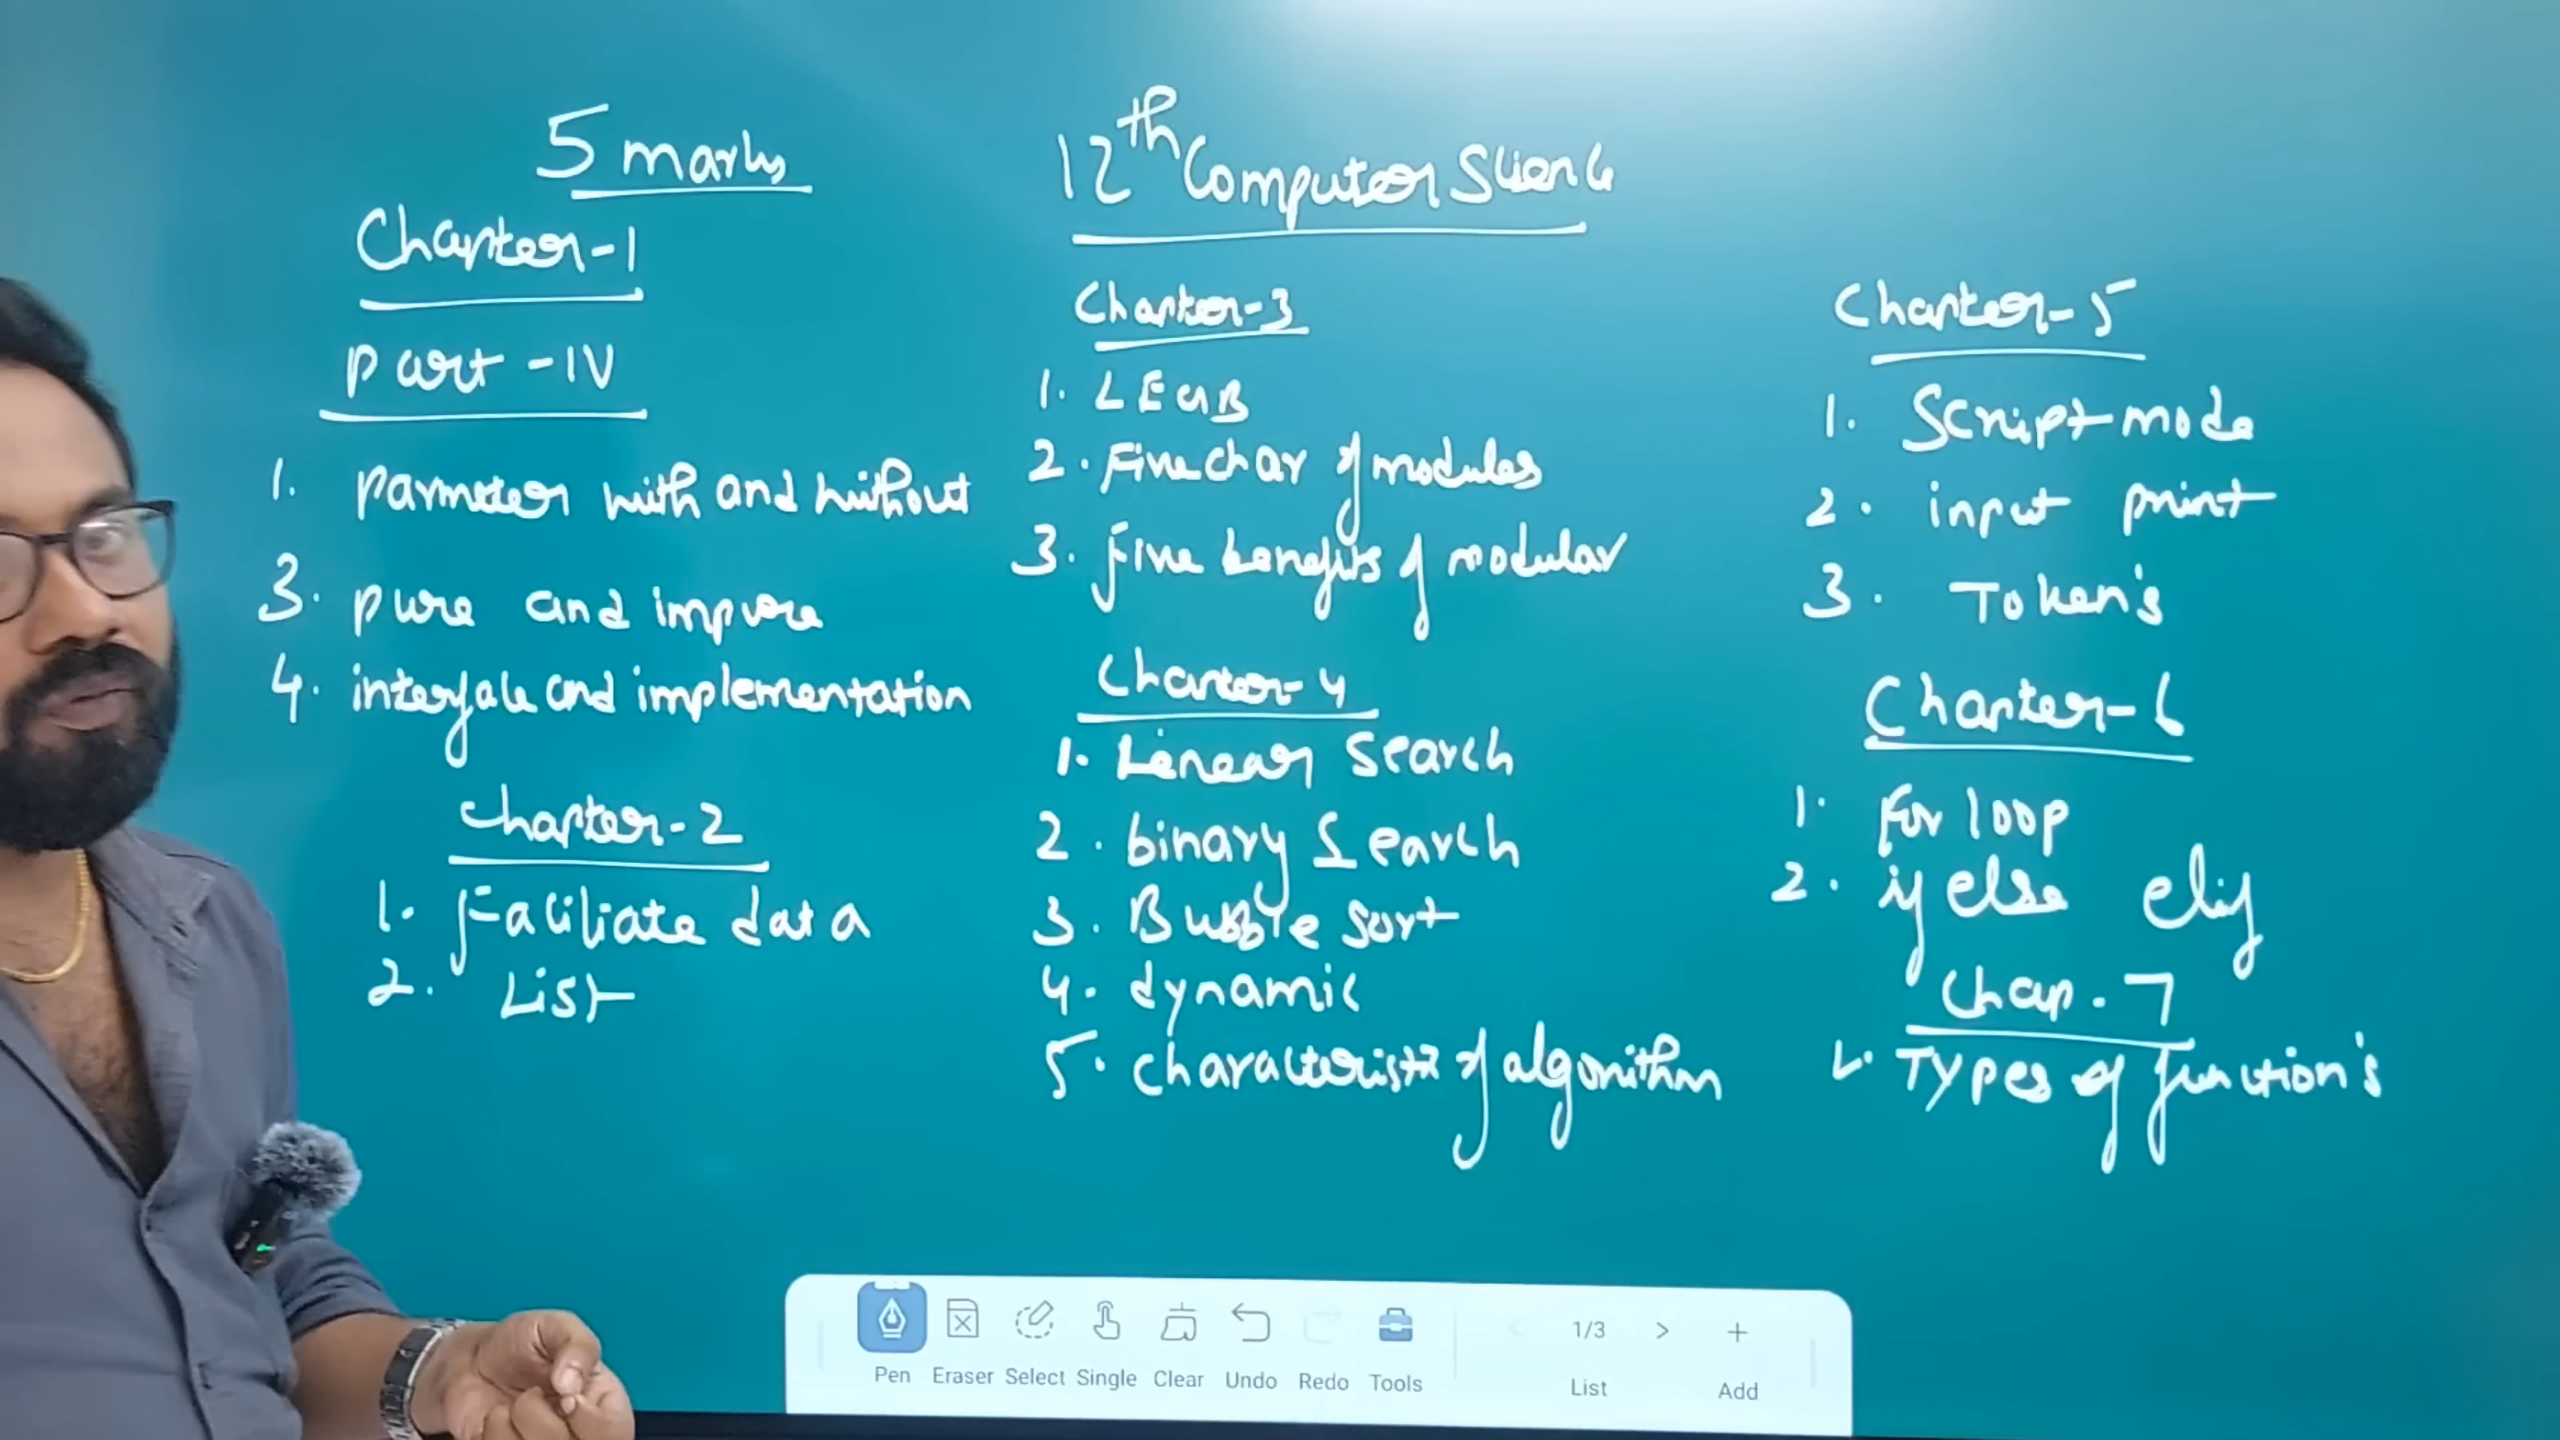 5 marks
12th Computer Science
Chapter-1
Part -IV
1. Parmeter with and without
3. pure and impure
4. interface and implementation
Chapter-2
1. Faciliate data
2. List
Chapter-3
1. LEGB
2. Five char of modules
3. Five benefits of modular
Chapter-4
1. Linear Search
2. binary Search
3. Bubble sort
4. dynamic
5. characteristic of algorithm
Chapter-5
1. Script mode
2. input print
3. Token's
Chapter-6
1. For loop
2. if else elif
Chap. 7
1. Types of function's
Pen Eraser Select Single Clear Undo Redo Tools
1/3
List
Add